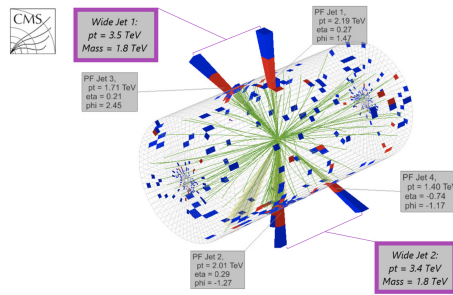 CMS
Wide Jet 1:
pt = 3.5 TeV
Mass = 1.8 TeV
PF Jet 1,
pt = 2.19 TeV
eta = 0.27
phi = 1.47
PF Jet 3,
pt = 1.71 TeV
eta = 0.21
phi = 2.45
PF Jet 4,
pt = 1.40 TeV
eta = -0.74
phi = -1.17
PF Jet 2,
pt = 2.01 TeV
eta = 0.29
phi = -1.27
Wide Jet 2:
pt = 3.4 TeV
Mass = 1.8 TeV